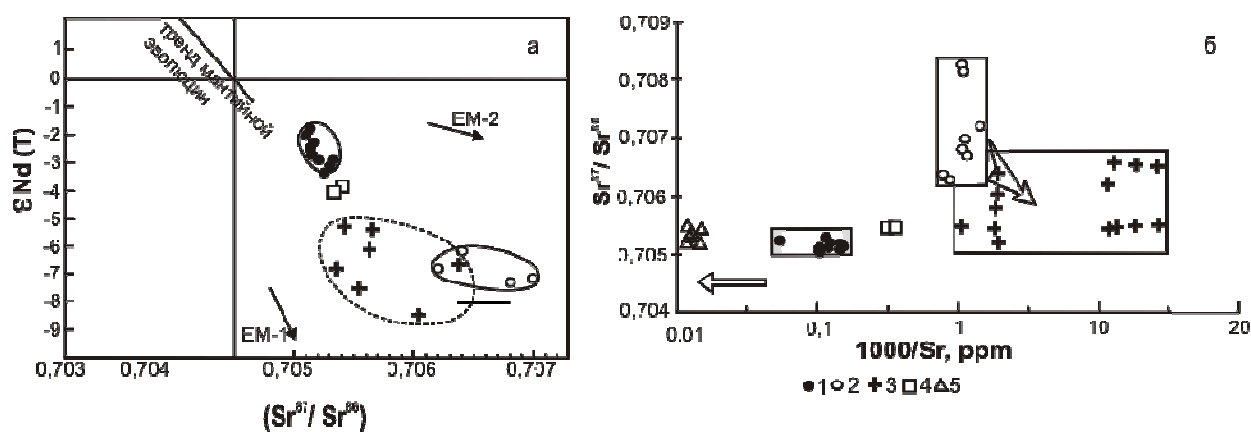 а
тренд мантийной
эволюции
EM-2
EM-1
εNd (T)
1
0
-1
-2
-3
-4
-5
-6
-7
-8
-9
0,703 0,704 0,705 0,706 0,707
(Sr⁸⁷/ Sr⁸⁶)
б
Sr⁸⁷/ Sr⁸⁶
0,709
0,708
0,707
0,706
0,705
0,704
0.01 0,1 1 10 20
1000/Sr, ppm
1 2 3 4 5